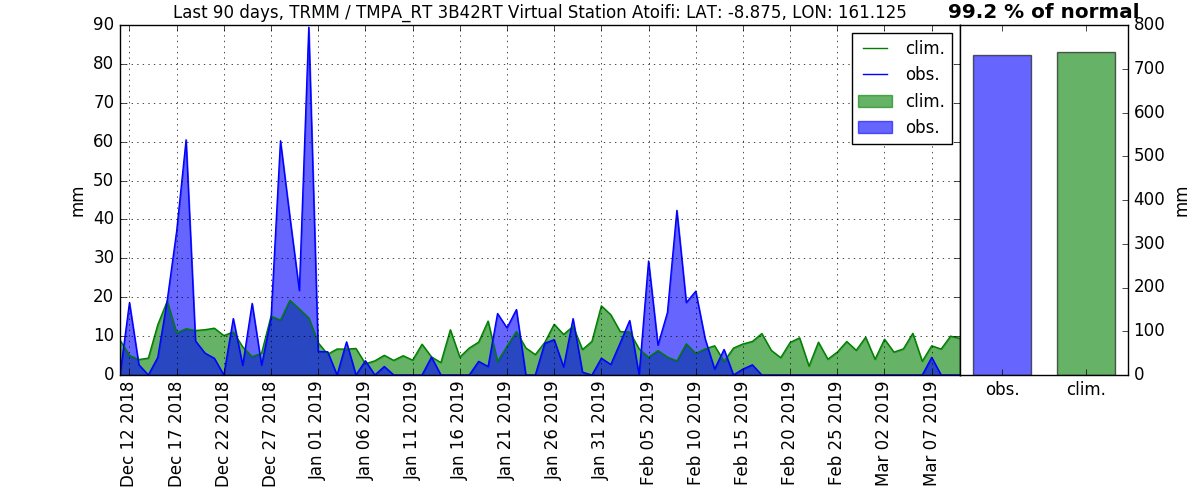 Last 90 days, TRMM / TMPA_RT 3B42RT Virtual Station Atoifi: LAT: -8.875, LON: 161.125
99.2 % of normal
90
80
70
60
50
40
30
20
10
0
mm
clim.
obs.
clim.
obs.
Dec 12 2018
Dec 17 2018
Dec 22 2018
Dec 27 2018
Jan 01 2019
Jan 06 2019
Jan 11 2019
Jan 16 2019
Jan 21 2019
Jan 26 2019
Jan 31 2019
Feb 05 2019
Feb 10 2019
Feb 15 2019
Feb 20 2019
Feb 25 2019
Mar 02 2019
Mar 07 2019
800
700
600
500
400
300
200
100
0
mm
obs.
clim.